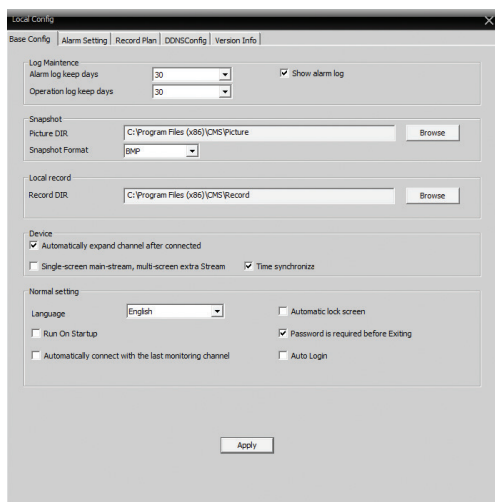 Local Config
Base Config Alarm Setting Record Plan DDNSConfig Version Info
Log Maintence
Alarm log keep days 30 Show alarm log
Operation log keep days 30
Snapshot
Picture DIR C:\Program Files (x86)\CMS\Picture Browse
Snapshot Format BMP
Local record
Record DIR C:\Program Files (x86)\CMS\Record Browse
Device
Automatically expand channel after connected
Single-screen main-stream, multi-screen extra Stream Time synchronize
Normal setting
Language English Automatic lock screen
Run On Startup Password is required before Exiting
Automatically connect with the last monitoring channel Auto Login
Apply